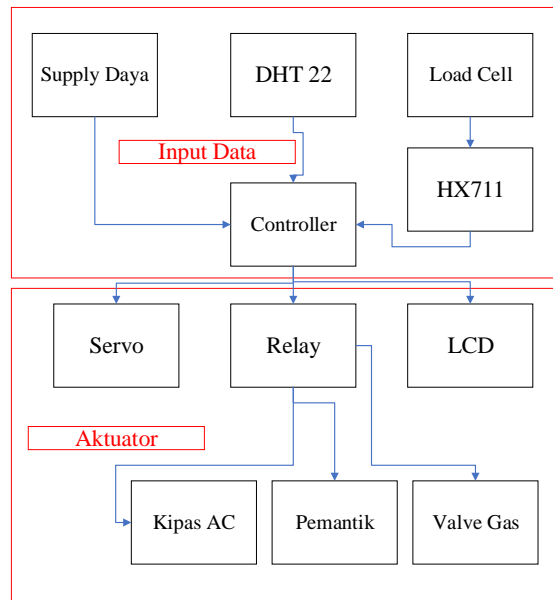 Supply Daya
DHT 22
Load Cell
Input Data
HX711
Controller
Servo
Relay
LCD
Aktuator
Kipas AC
Pemantik
Valve Gas